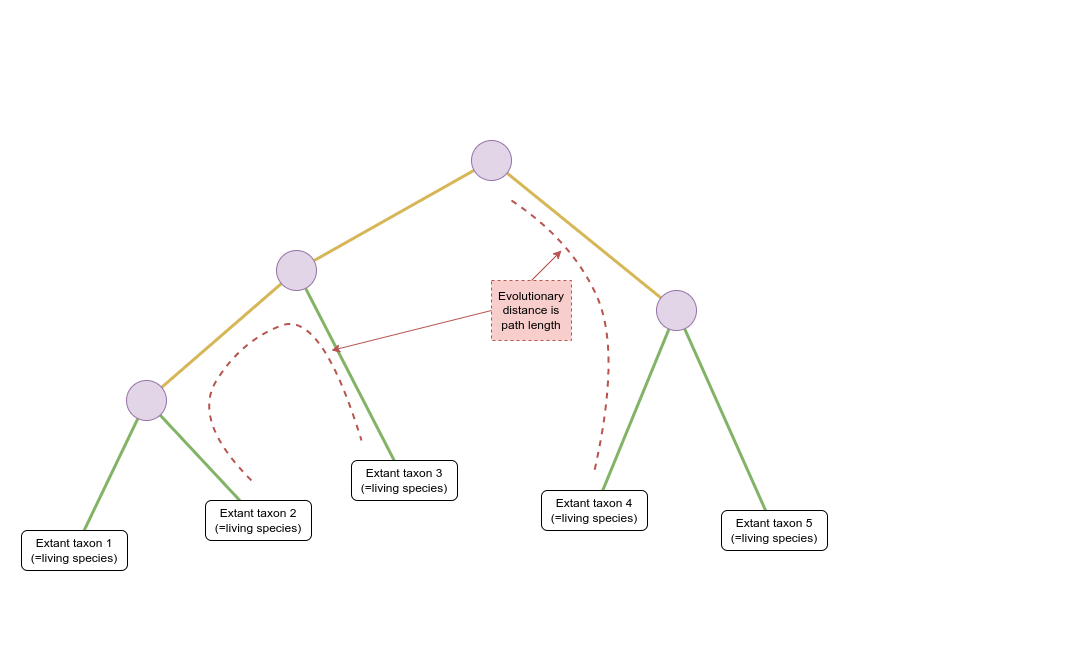 Evolutionary
distance is
path length
Extant taxon 3
(=living species)
Extant taxon 2
(=living species)
Extant taxon 4
(=living species)
Extant taxon 1
(=living species)
Extant taxon 5
(=living species)